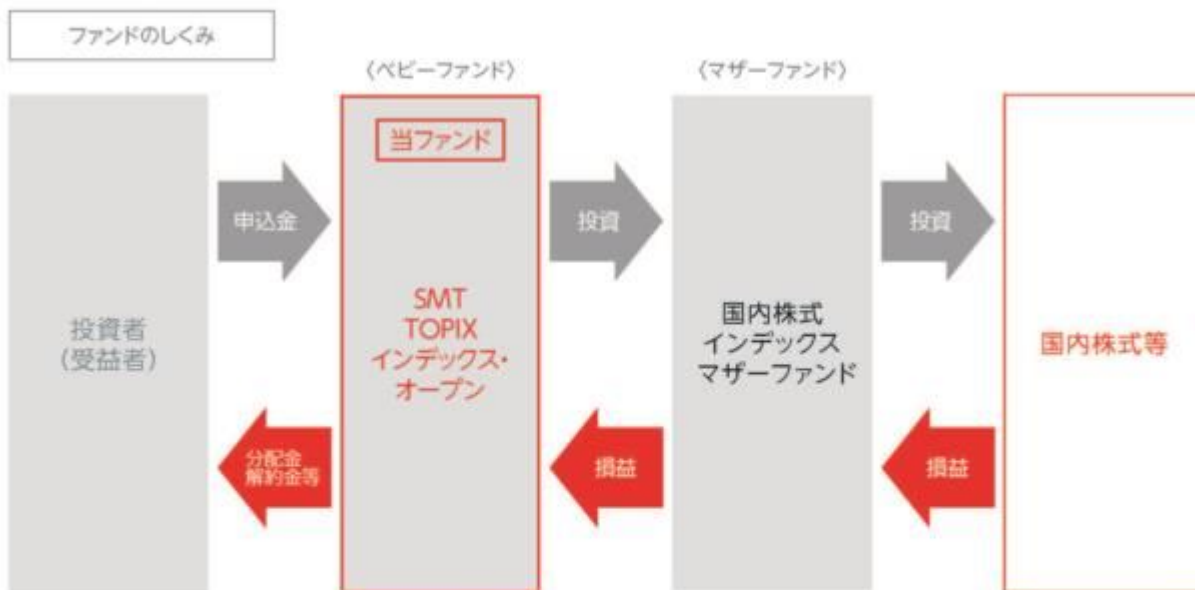 ファンドのしくみ
〈ベビーファンド〉
〈マザーファンド〉
投資者
(受益者)
申込金
分配金
解約金等
当ファンド
SMT
TOPIX
インデックス・
オープン
投資
損益
国内株式
インデックス
マザーファンド
投資
損益
国内株式等